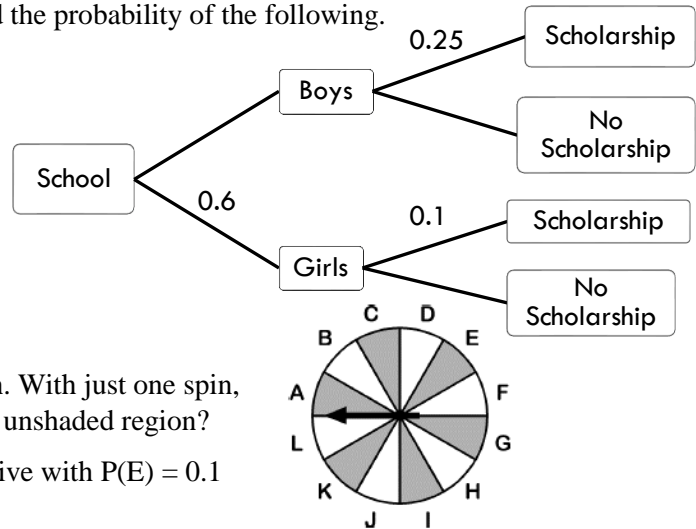 the probability of the following.
0.25
Scholarship
Boys
No
Scholarship
School
0.6
0.1
Scholarship
Girls
No
Scholarship
C
D
B
E
A
F
L
G
K
H
J
I
. With just one spin,
unshaded region?
ive with P(E) = 0.1